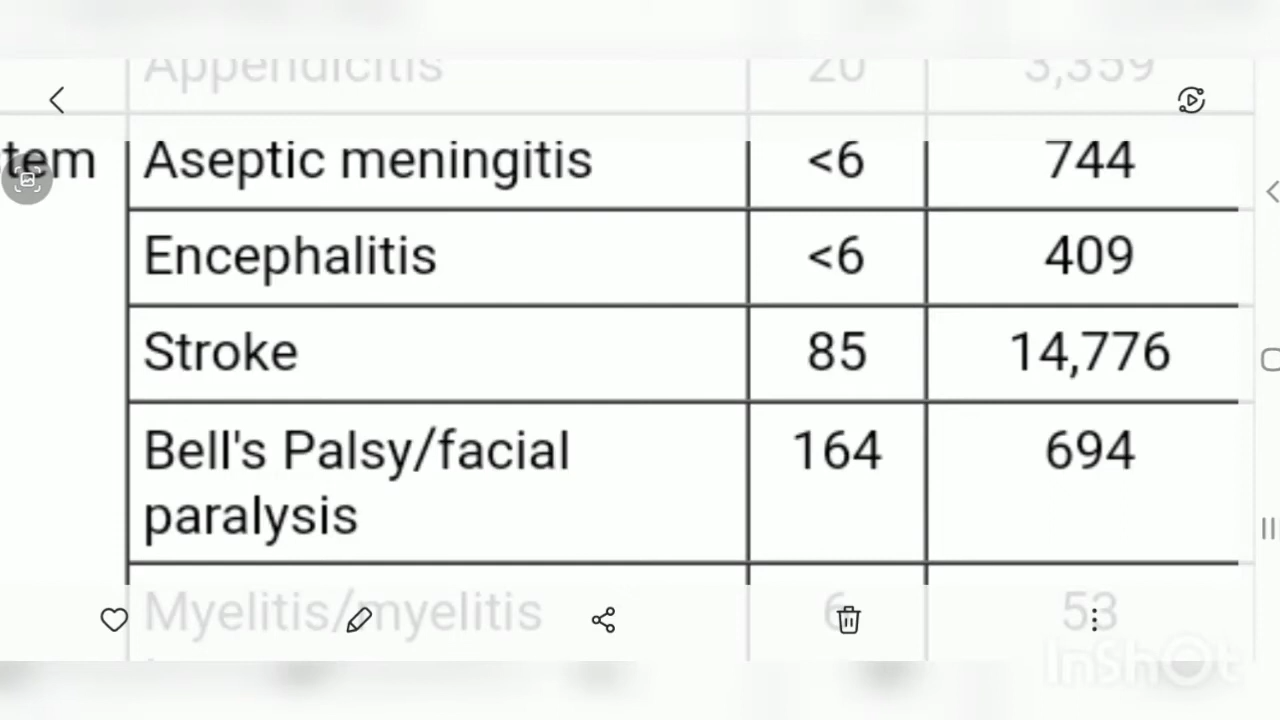 Appendicitis 20 3,359
tem Aseptic meningitis <6 744
Encephalitis <6 409
Stroke 85 14,776
Bell's Palsy/facial 164 694
paralysis
Myelitis/myelitis 6 53
InShOt